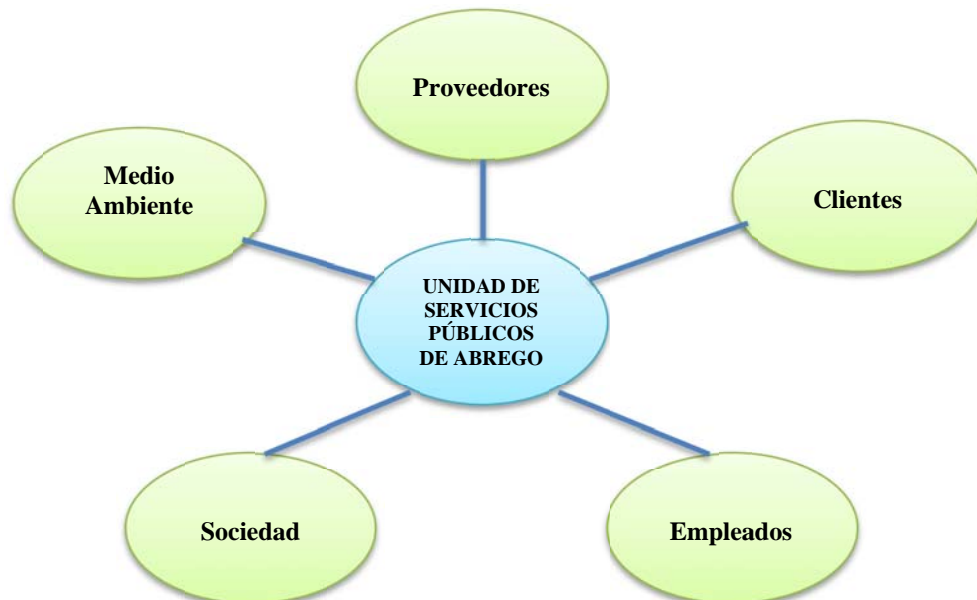 Proveedores
Medio
Ambiente
Clientes
UNIDAD DE
SERVICIOS
PÚBLICOS
DE ABREGO
Sociedad
Empleados